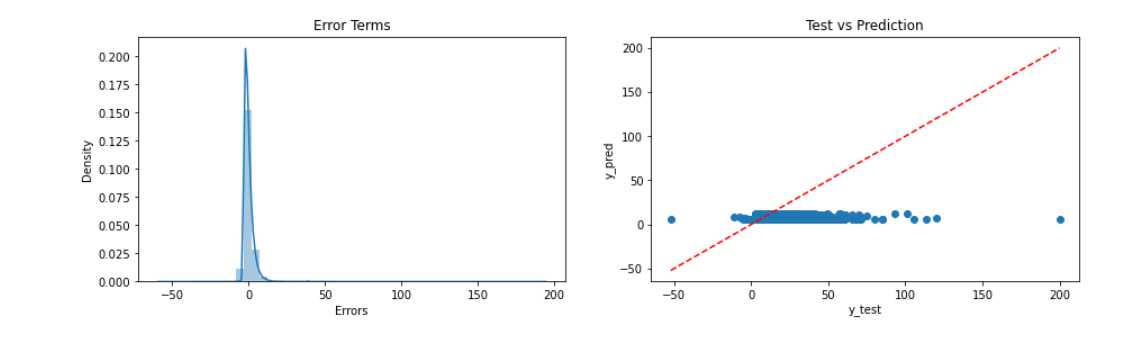 Error Terms
0.200
0.175
0.150
0.125
0.100
0.075
0.050
0.025
0.000
Density
−50 0 50 100 150 200
Errors
Test vs Prediction
200
150
100
50
0
−50
y_pred
−50 0 50 100 150 200
y_test